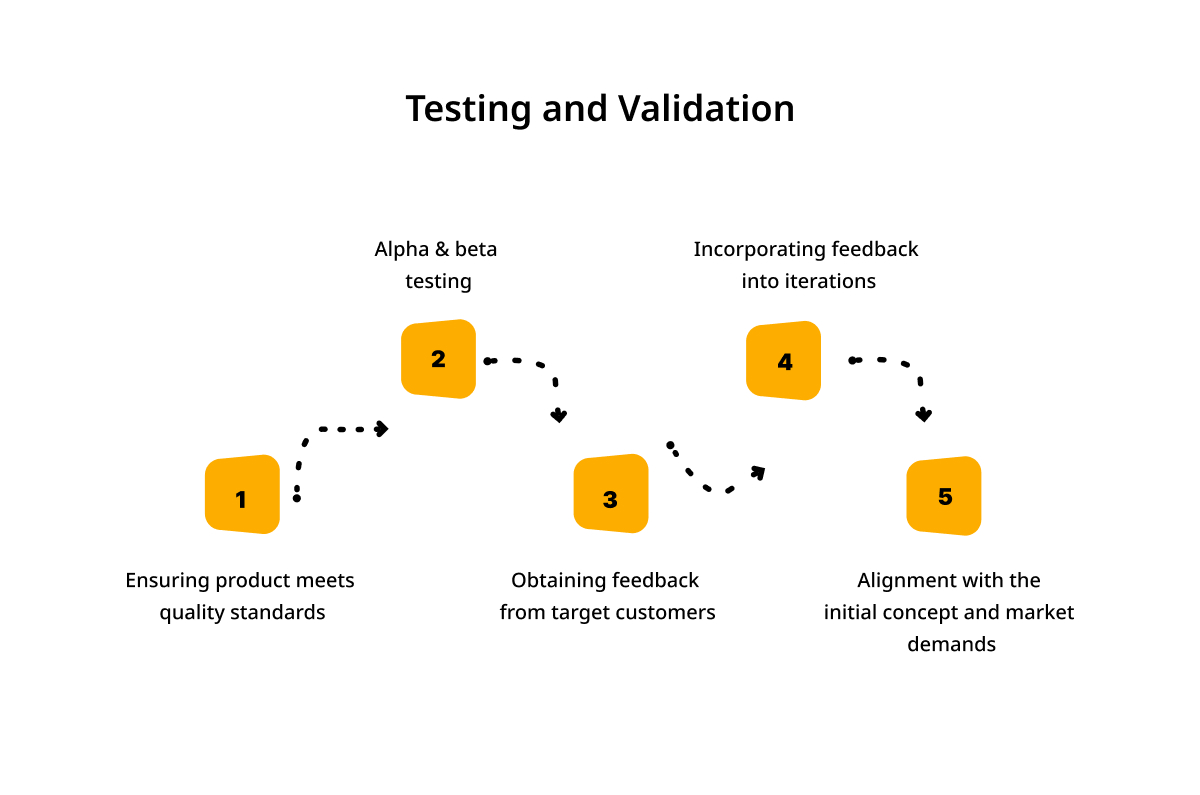 Testing and Validation
1
Ensuring product meets
quality standards
2
Alpha & beta
testing
3
Obtaining feedback
from target customers
4
Incorporating feedback
into iterations
5
Alignment with the
initial concept and market
demands